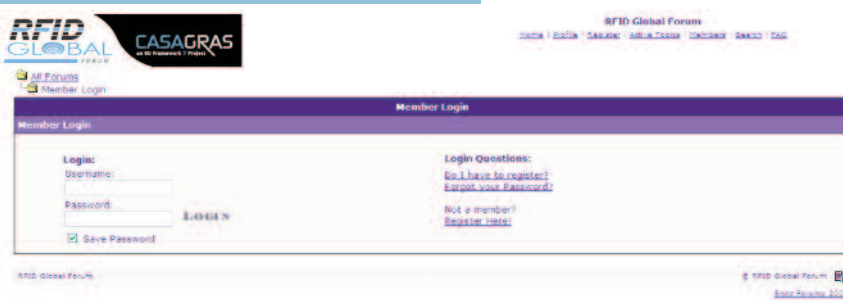 RFID
GLOBAL
FORUM
CASAGRAS
an EU Framework 7 Project
RFID Global Forum
Home | Profile | Register | Active Topics | Members | Search | FAQ
All Forums
Member Login
Member Login
Member Login
Login:
Username:
Password:
LOGIN
Save Password
Login Questions:
Do I have to register?
Forgot your Password?
Not a member?
Register Here!
RFID Global Forum
© RFID Global Forum
Snitz Forums